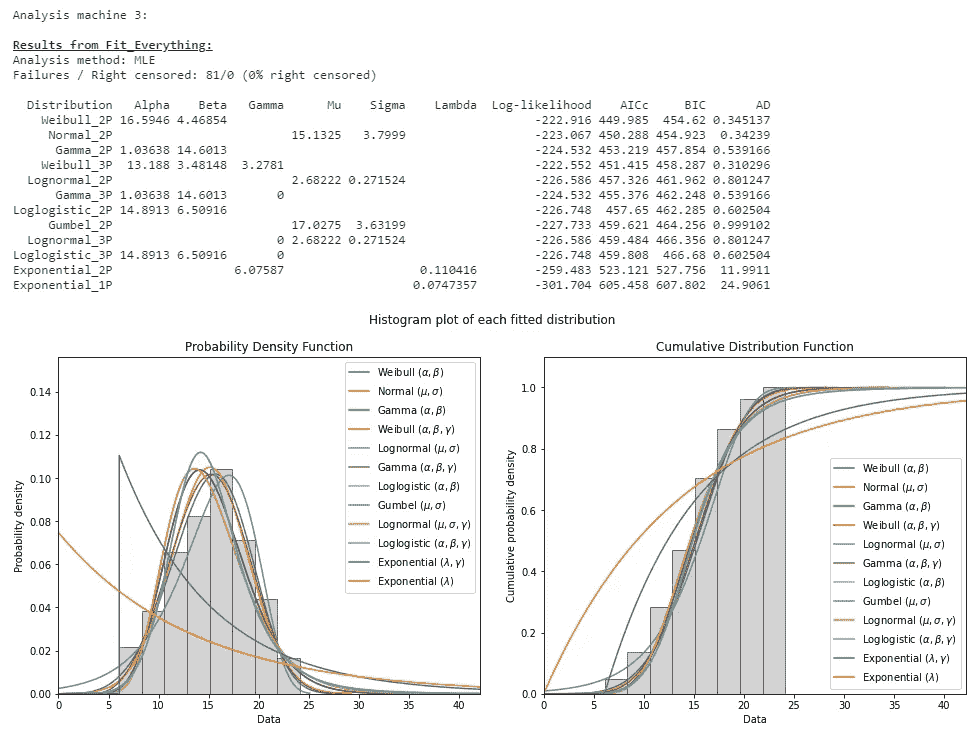 Analysis machine 3:
Results from Fit_Everything:
Analysis method: MLE
Failures / Right censored: 81/0 (0% right censored)
Distribution Alpha Beta Gamma Mu Sigma Lambda Log-likelihood AICc BIC AD
Weibull_2P 16.5946 4.46854 -222.916 449.985 454.62 0.345137
Normal_2P 15.1325 3.7999 -223.067 450.288 454.923 0.34239
Gamma_2P 1.03638 14.6013 -224.532 453.219 457.854 0.539166
Weibull_3P 13.188 3.48148 3.2781 -222.552 451.415 458.287 0.310296
Lognormal_2P 2.68222 0.271524 -226.586 457.326 461.962 0.801247
Gamma_3P 1.03638 14.6013 0 -224.532 455.376 462.248 0.539166
Loglogistic_2P 14.8913 6.50916 -226.748 457.65 462.285 0.602504
Gumbel_2P 17.0275 3.63199 -227.733 459.621 464.256 0.999102
Lognormal_3P 0 2.68222 0.271524 -226.586 459.484 466.356 0.801247
Loglogistic_3P 14.8913 6.50916 0 -226.748 459.808 466.68 0.602504
Exponential_2P 6.07587 0.110416 -259.483 523.121 527.756 11.9911
Exponential_1P 0.0747357 -301.704 605.458 607.802 24.9061
Histogram plot of each fitted distribution
Probability Density Function
Probability density
0.14
0.12
0.10
0.08
0.06
0.04
0.02
0.00
0 5 10 15 20 25 30 35 40
Data
Weibull (α, β)
Normal (μ, σ)
Gamma (α, β)
Weibull (α, β, γ)
Lognormal (μ, σ)
Gamma (α, β, γ)
Loglogistic (α, β)
Gumbel (μ, σ)
Lognormal (μ, σ, γ)
Loglogistic (α, β, γ)
Exponential (λ, γ)
Exponential (λ)
Cumulative Distribution Function
Cumulative probability density
1.0
0.8
0.6
0.4
0.2
0.0
0 5 10 15 20 25 30 35 40
Data
Weibull (α, β)
Normal (μ, σ)
Gamma (α, β)
Weibull (α, β, γ)
Lognormal (μ, σ)
Gamma (α, β, γ)
Loglogistic (α, β)
Gumbel (μ, σ)
Lognormal (μ, σ, γ)
Loglogistic (α, β, γ)
Exponential (λ, γ)
Exponential (λ)